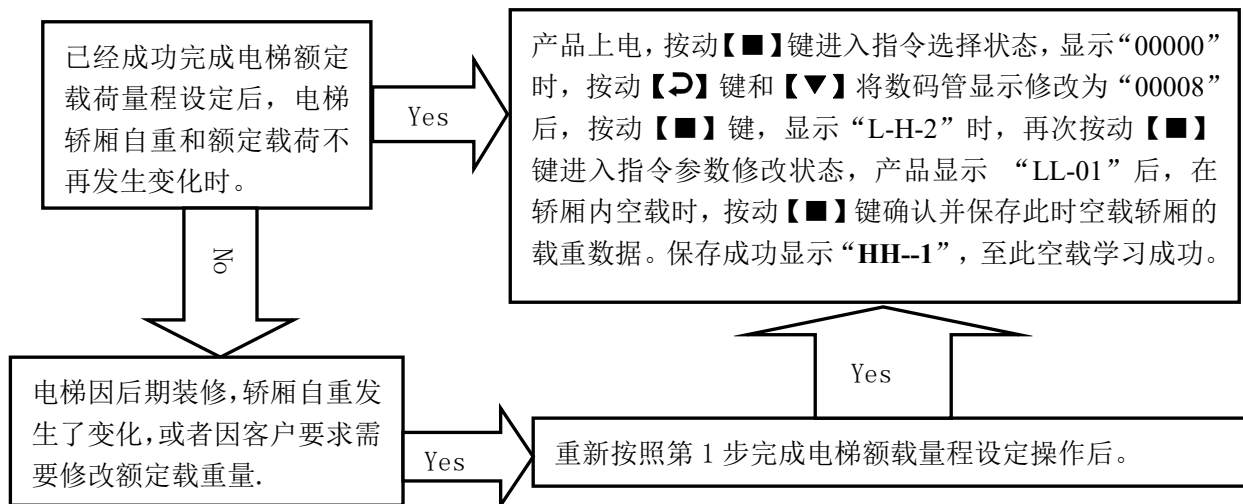 已经成功完成电梯额定
载荷量程设定后，电梯
轿厢自重和额定载荷不
再发生变化时。
Yes
产品上电，按动【■】键进入指令选择状态，显示“00000”
时，按动【⮌】键和【▼】将数码管显示修改为“00008”
后，按动【■】键，显示“L-H-2”时，再次按动【■】
键进入指令参数修改状态，产品显示 “LL-01”后，在
轿厢内空载时，按动【■】键确认并保存此时空载轿厢的
载重数据。保存成功显示“HH--1”，至此空载学习成功。
No
电梯因后期装修，轿厢自重发
生了变化，或者因客户要求需
要修改额定载重量.
Yes
重新按照第 1 步完成电梯额载量程设定操作后。
Yes